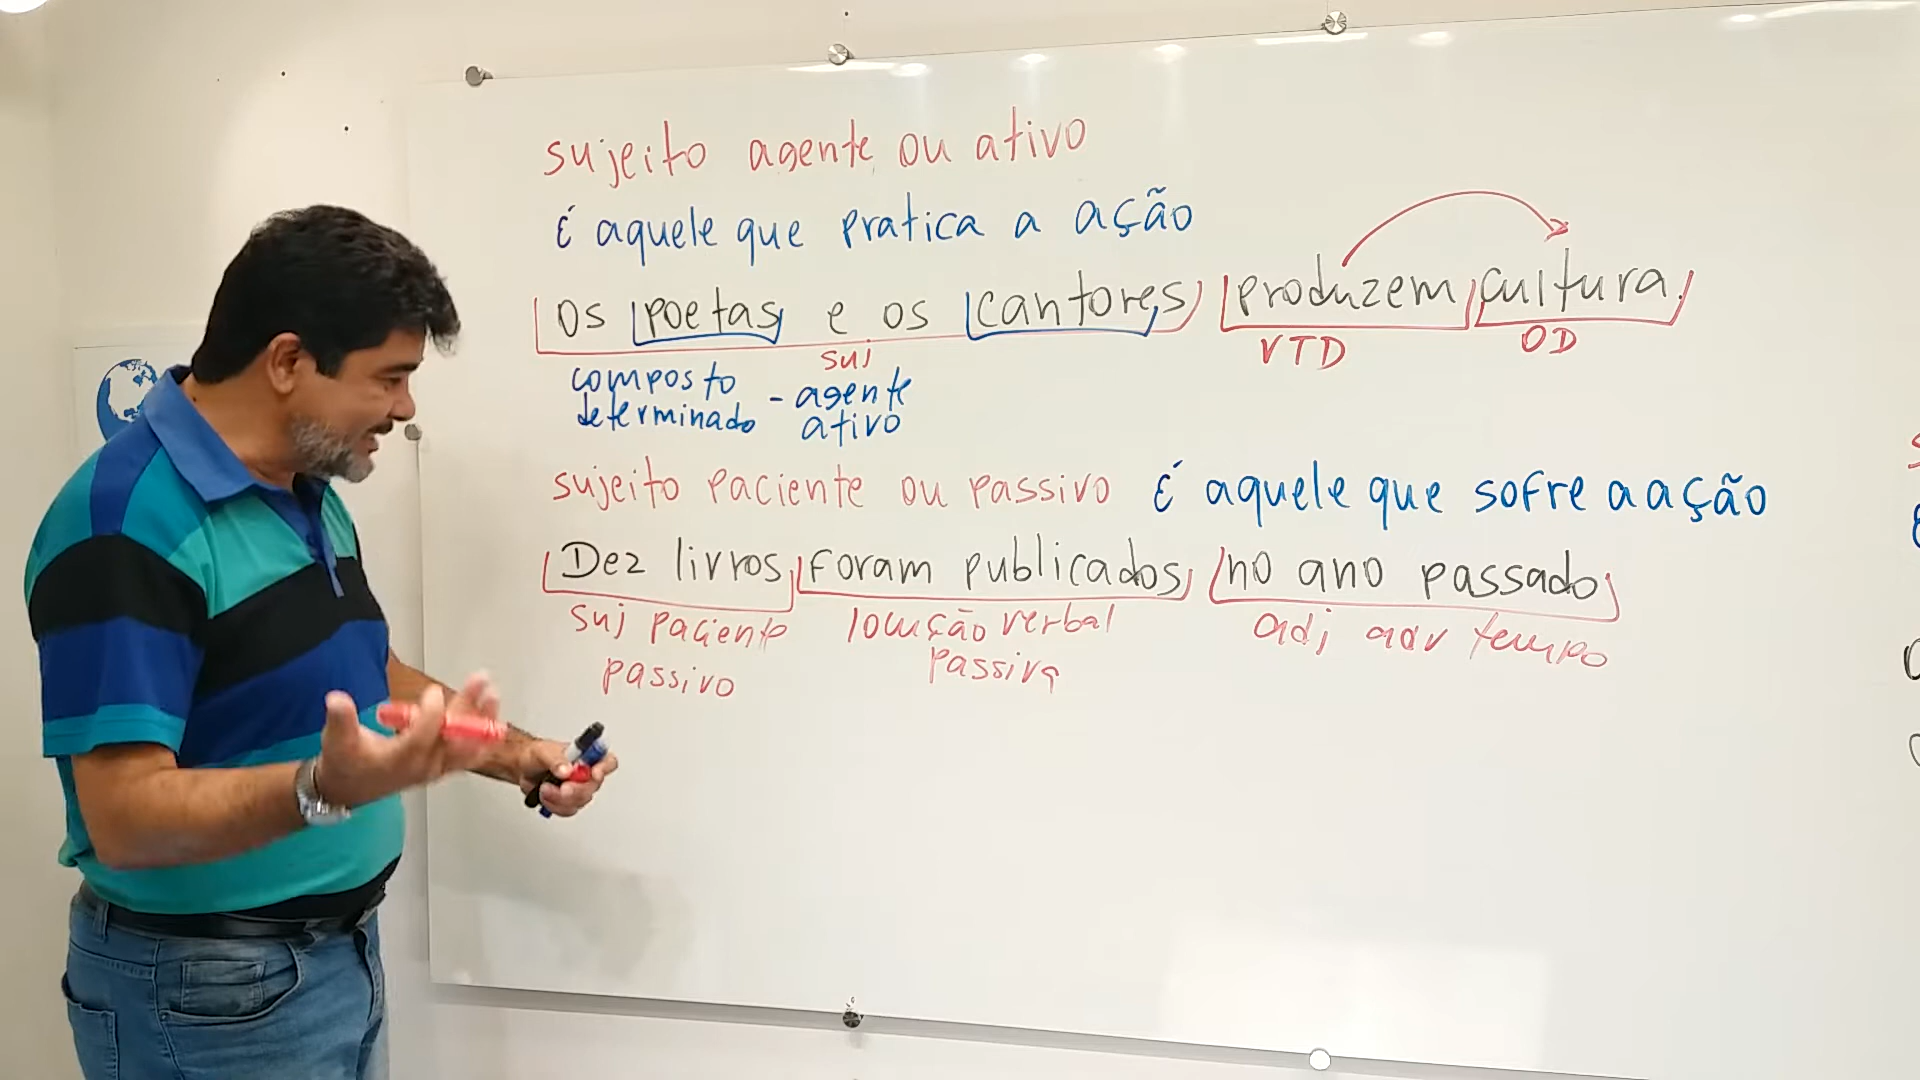 sujeito agente ou ativo
é aquele que pratica a ação
Os poetas e os cantores produzem cultura.
suj VTD OD
composto
determinado - agente
ativo
sujeito paciente ou passivo é aquele que sofre a ação
Dez livros foram publicados no ano passado
suj paciente locução verbal adj adv tempo
passivo passiva